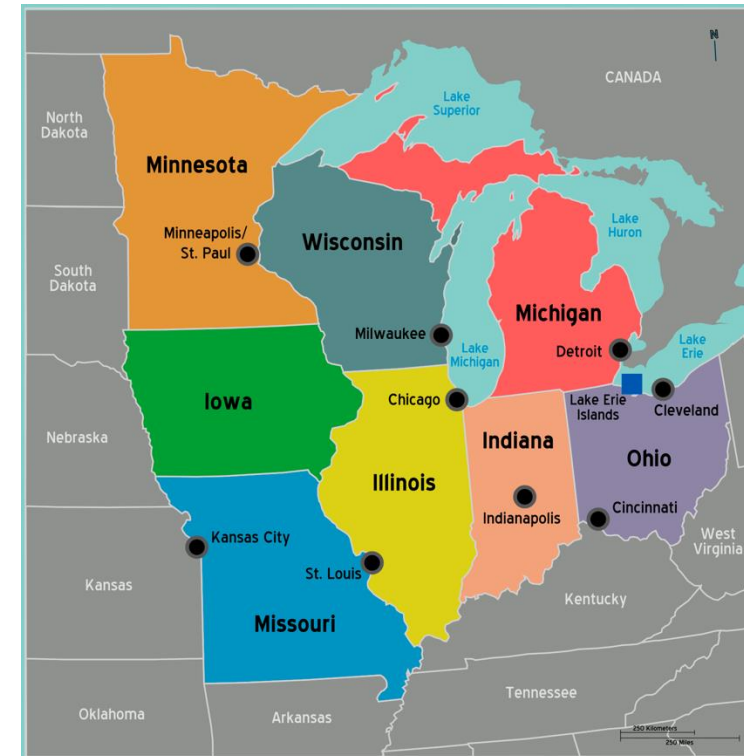 N
CANADA
Lake
Superior
North
Dakota
Minnesota
Minneapolis/
St. Paul
Wisconsin
Lake
Huron
South
Dakota
Michigan
Milwaukee
Lake
Michigan
Detroit
Lake
Erie
Iowa
Chicago
Lake Erie
Islands
Cleveland
Nebraska
Indiana
Ohio
Illinois
Indianapolis
Cincinnati
Kansas City
West
Virginia
St. Louis
Kansas
Kentucky
Missouri
Tennessee
Oklahoma
Arkansas
250 Kilometers
250 Miles